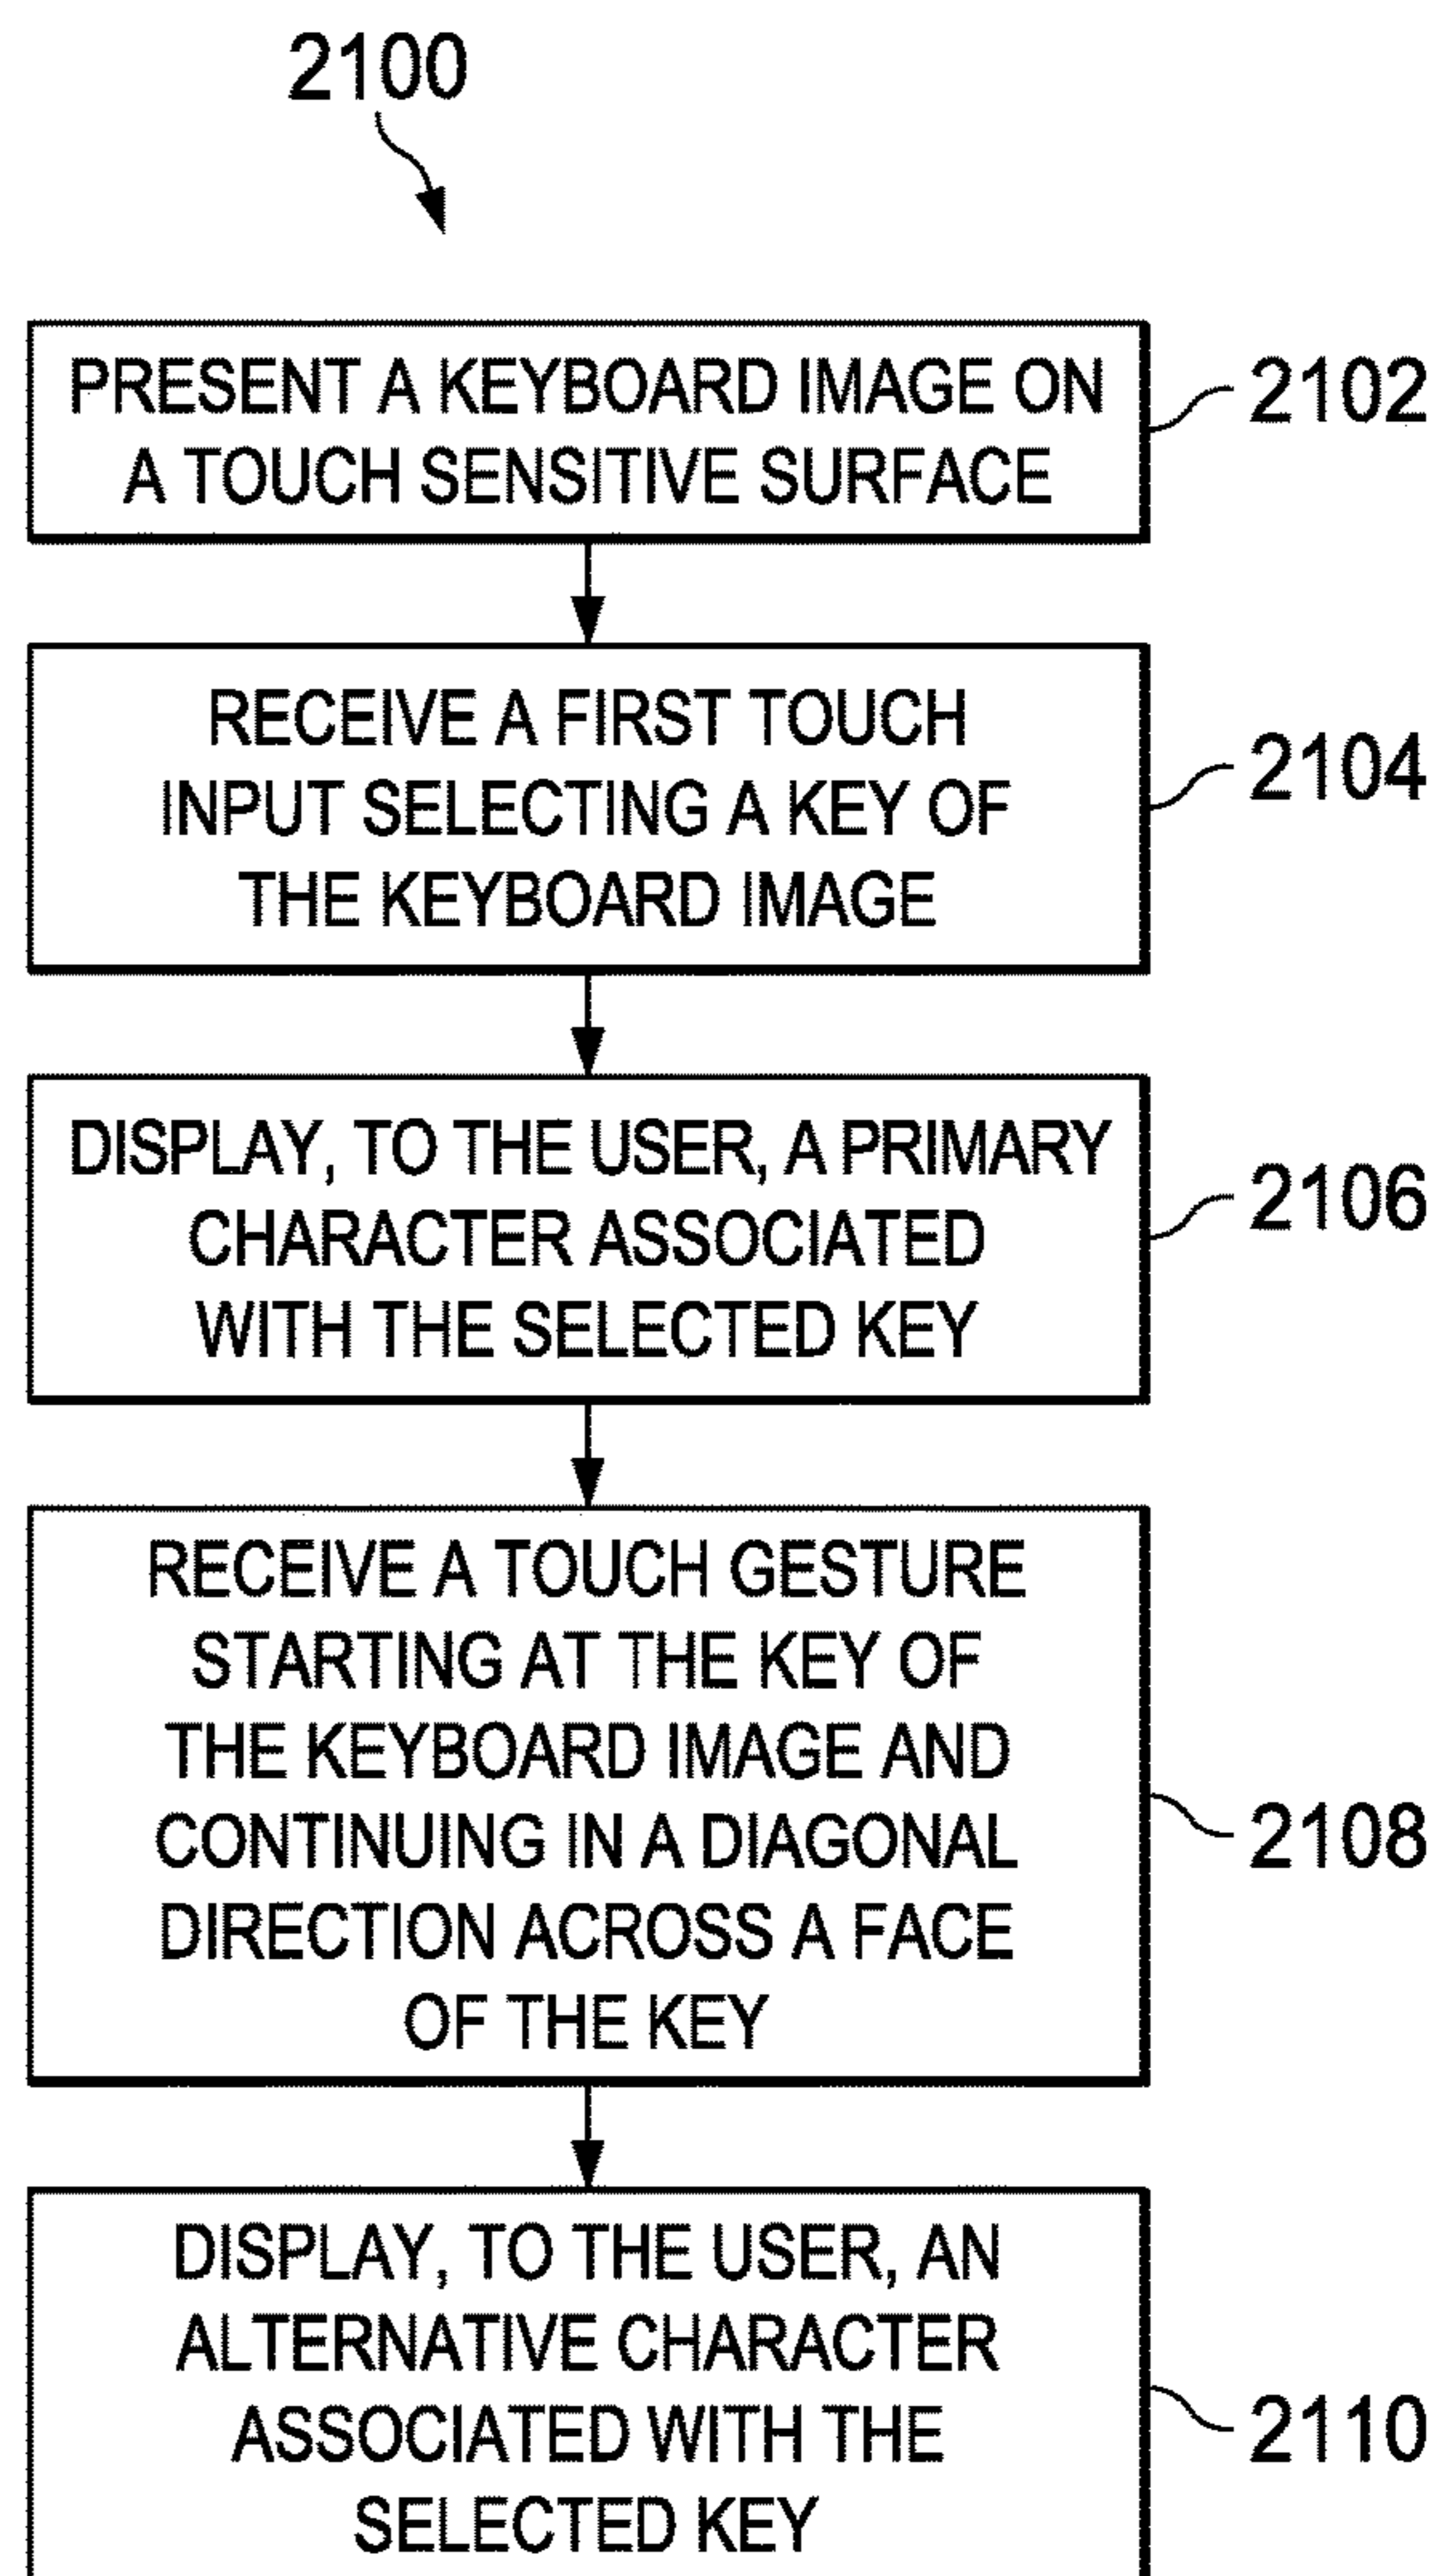 2100
PRESENT A KEYBOARD IMAGE ON
A TOUCH SENSITIVE SURFACE
2102
RECEIVE A FIRST TOUCH
INPUT SELECTING A KEY OF
THE KEYBOARD IMAGE
2104
DISPLAY, TO THE USER, A PRIMARY
CHARACTER ASSOCIATED
WITH THE SELECTED KEY
2106
RECEIVE A TOUCH GESTURE
STARTING AT THE KEY OF
THE KEYBOARD IMAGE AND
CONTINUING IN A DIAGONAL
DIRECTION ACROSS A FACE
OF THE KEY
2108
DISPLAY, TO THE USER, AN
ALTERNATIVE CHARACTER
ASSOCIATED WITH THE
SELECTED KEY
2110